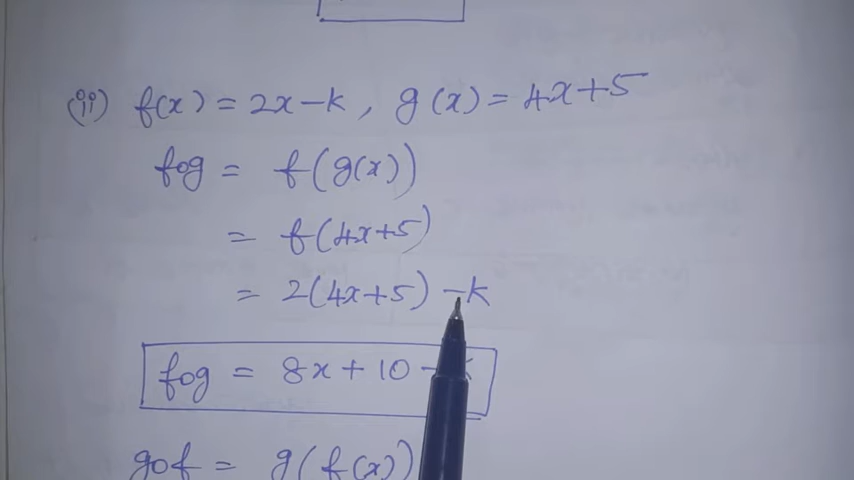 (ii) f(x) = 2x - k, g(x) = 4x+5
fog = f(g(x))
= f(4x+5)
= 2(4x+5) - k
fog = 8x + 10 -
gof = g(f(x))